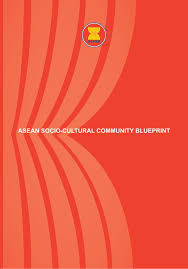 ASEAN SOCIO-CULTURAL COMMUNITY BLUEPRINT